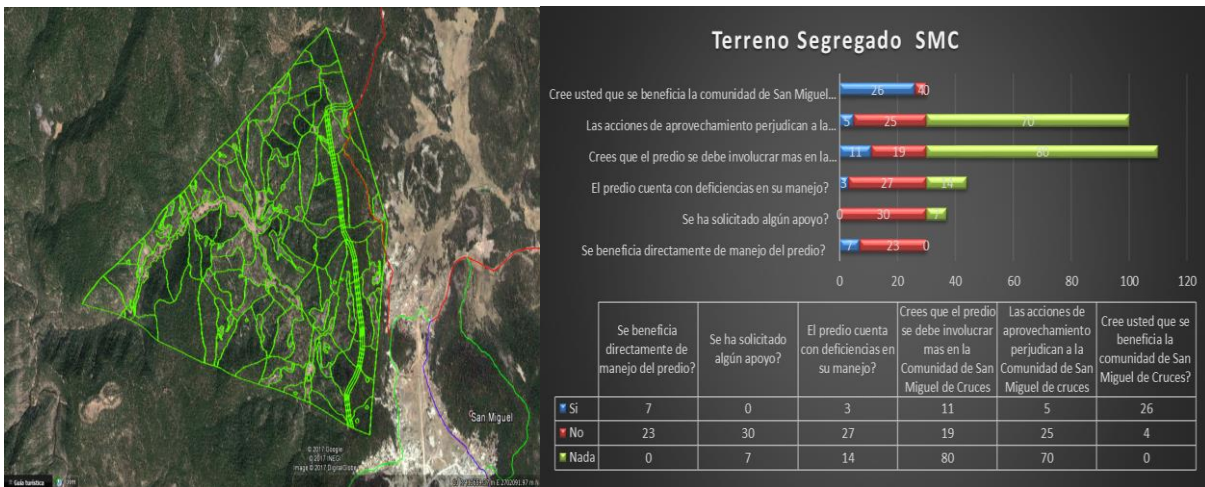 San Miguel
© 2017 Google
© 2017 INEGI
Image © 2017 DigitalGlobe
Guía turística
Terreno Segregado SMC
Cree usted que se beneficia la comunidad de San Miguel...
26
4
0
Las acciones de aprovechamiento perjudican a la...
5
25
70
Crees que el predio se debe involucrar mas en la...
11
19
80
El predio cuenta con deficiencias en su manejo?
3
27
14
Se ha solicitado algún apoyo?
0
30
7
Se beneficia directamente de manejo del predio?
7
23
0
0 20 40 60 80 100 120
Se beneficia
directamente de
manejo del predio?
Se ha solicitado
algún apoyo?
El predio cuenta
con deficiencias en
su manejo?
Crees que el predio
se debe involucrar
mas en la
Comunidad de San
Miguel de Cruces
Las acciones de
aprovechamiento
perjudican a la
Comunidad de San
Miguel de cruces
Cree usted que se
beneficia la
comunidad de San
Miguel de Cruces?
Si 7 0 3 11 5 26
No 23 30 27 19 25 4
Nada 0 7 14 80 70 0